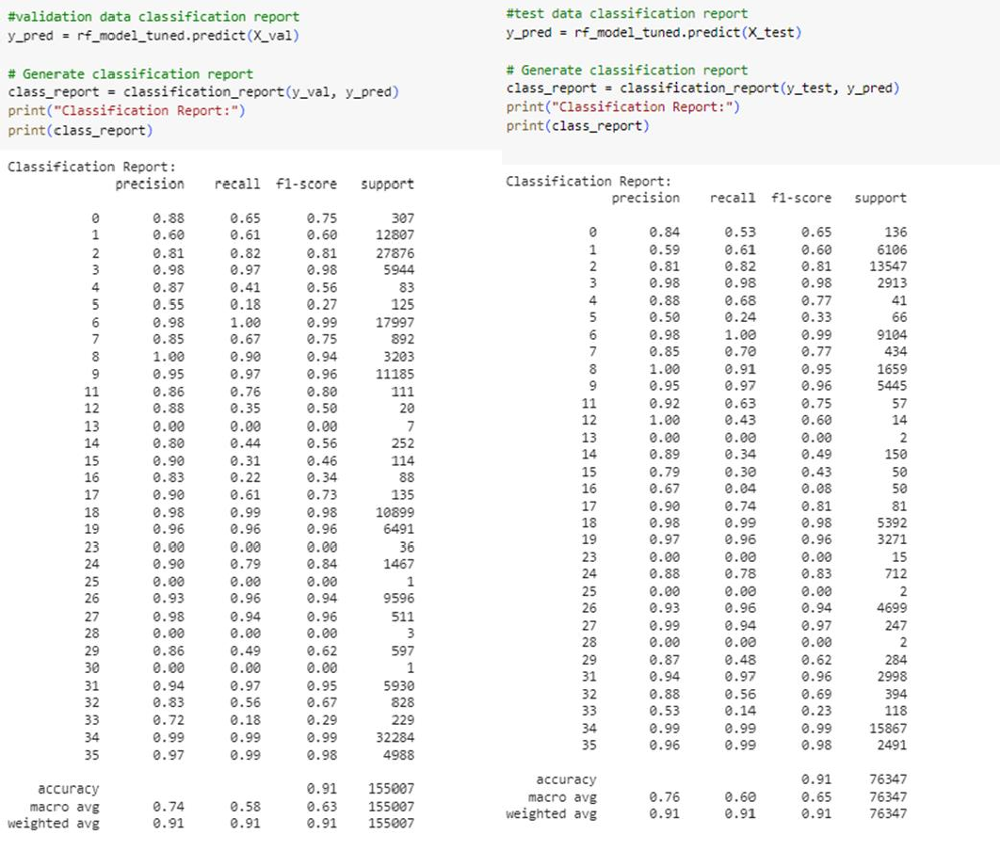 #validation data classification report
y_pred = rf_model_tuned.predict(X_val)
# Generate classification report
class_report = classification_report(y_val, y_pred)
print("Classification Report:")
print(class_report)
Classification Report:
precision recall f1-score support
0 0.88 0.65 0.75 307
1 0.60 0.61 0.60 12807
2 0.81 0.82 0.81 27876
3 0.98 0.97 0.98 5944
4 0.87 0.41 0.56 83
5 0.55 0.18 0.27 125
6 0.98 1.00 0.99 17997
7 0.85 0.67 0.75 892
8 1.00 0.90 0.94 3203
9 0.95 0.97 0.96 11185
11 0.86 0.76 0.80 111
12 0.88 0.35 0.50 20
13 0.00 0.00 0.00 7
14 0.80 0.44 0.56 252
15 0.90 0.31 0.46 114
16 0.83 0.22 0.34 88
17 0.90 0.61 0.73 135
18 0.98 0.99 0.98 10899
19 0.96 0.96 0.96 6491
23 0.00 0.00 0.00 36
24 0.90 0.79 0.84 1467
25 0.00 0.00 0.00 1
26 0.93 0.96 0.94 9596
27 0.98 0.94 0.96 511
28 0.00 0.00 0.00 3
29 0.86 0.49 0.62 597
30 0.00 0.00 0.00 1
31 0.94 0.97 0.95 5930
32 0.83 0.56 0.67 828
33 0.72 0.18 0.29 229
34 0.99 0.99 0.99 32284
35 0.97 0.99 0.98 4988
accuracy 0.91 155007
macro avg 0.74 0.58 0.63 155007
weighted avg 0.91 0.91 0.91 155007
#test data classification report
y_pred = rf_model_tuned.predict(X_test)
# Generate classification report
class_report = classification_report(y_test, y_pred)
print("Classification Report:")
print(class_report)
Classification Report:
precision recall f1-score support
0 0.84 0.53 0.65 136
1 0.59 0.61 0.60 6106
2 0.81 0.82 0.81 13547
3 0.98 0.98 0.98 2913
4 0.88 0.68 0.77 41
5 0.50 0.24 0.33 66
6 0.98 1.00 0.99 9104
7 0.85 0.70 0.77 434
8 1.00 0.91 0.95 1659
9 0.95 0.97 0.96 5445
11 0.92 0.63 0.75 57
12 1.00 0.43 0.60 14
13 0.00 0.00 0.00 2
14 0.89 0.34 0.49 150
15 0.79 0.30 0.43 50
16 0.67 0.04 0.08 50
17 0.90 0.74 0.81 81
18 0.98 0.99 0.98 5392
19 0.97 0.96 0.96 3271
23 0.00 0.00 0.00 15
24 0.88 0.78 0.83 712
25 0.00 0.00 0.00 2
26 0.93 0.96 0.94 4699
27 0.99 0.94 0.97 247
28 0.00 0.00 0.00 2
29 0.87 0.48 0.62 284
31 0.94 0.97 0.96 2998
32 0.88 0.56 0.69 394
33 0.53 0.14 0.23 118
34 0.99 0.99 0.99 15867
35 0.96 0.99 0.98 2491
accuracy 0.91 76347
macro avg 0.76 0.60 0.65 76347
weighted avg 0.91 0.91 0.91 76347